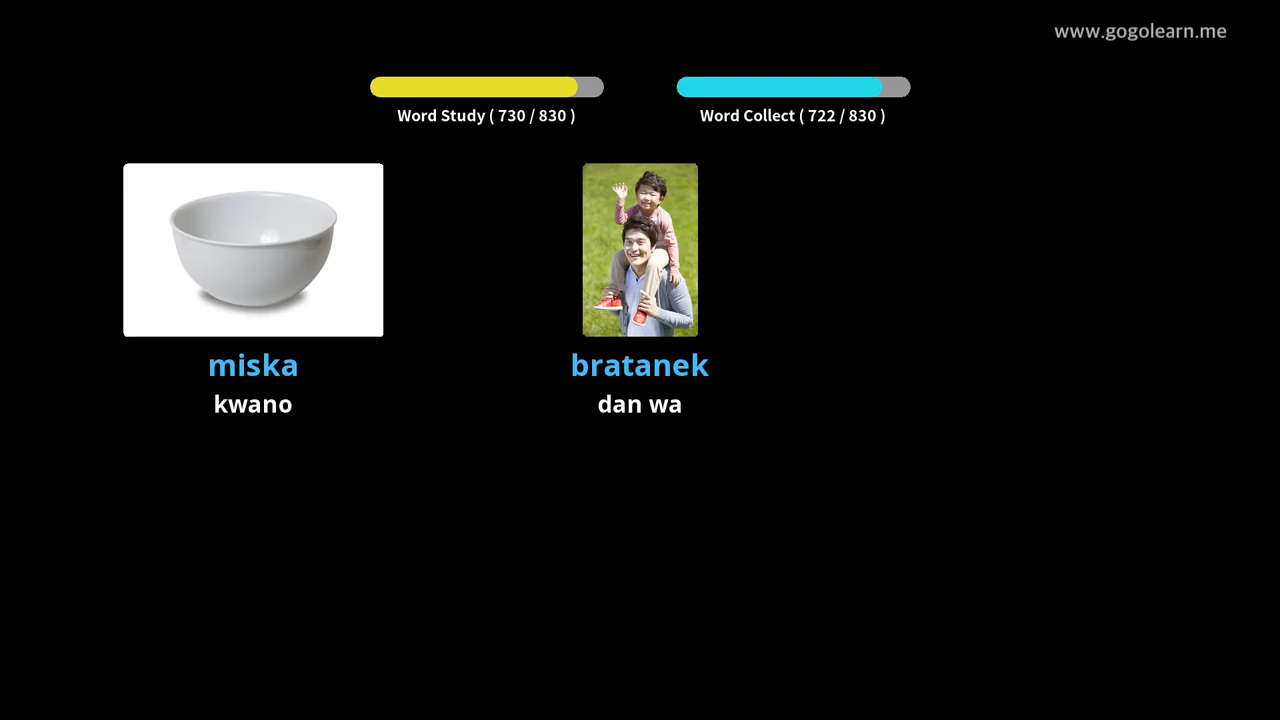 www.gogolearn.me
Word Study ( 730 / 830 )
Word Collect ( 722 / 830 )
miska
kwano
bratanek
dan wa